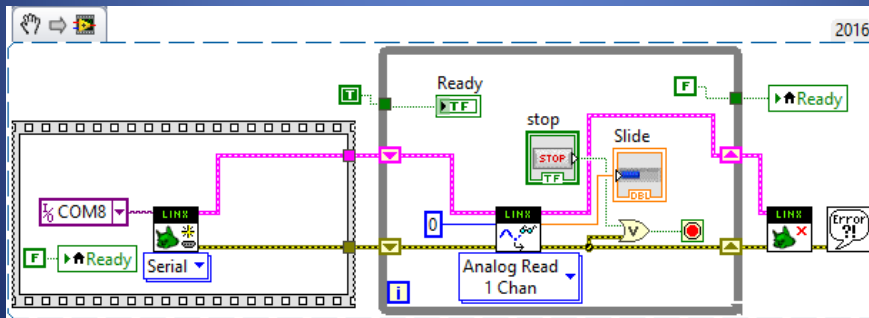 2016
T
Ready
TF
F
Ready
stop
STOP
TF
Slide
DBL
I/O COM8
LINX
F
Ready
Serial
0
LINX
Analog Read
1 Chan
V
i
LINX
Error
?!